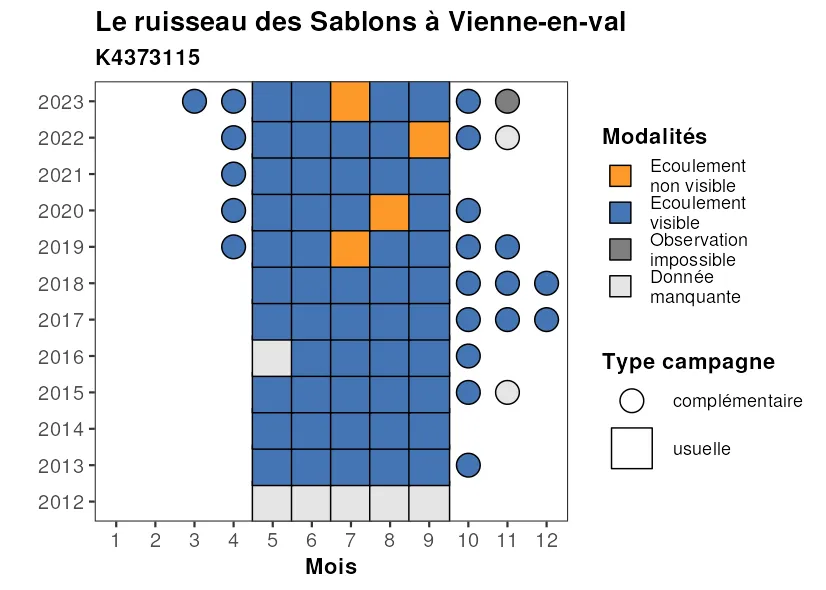 Le ruisseau des Sablons à Vienne-en-val
K4373115
2023
2022
2021
2020
2019
2018
2017
2016
2015
2014
2013
2012
1 2 3 4 5 6 7 8 9 10 11 12
Mois
Modalités
Ecoulement
non visible
Ecoulement
visible
Observation
impossible
Donnée
manquante
Type campagne
complémentaire
usuelle